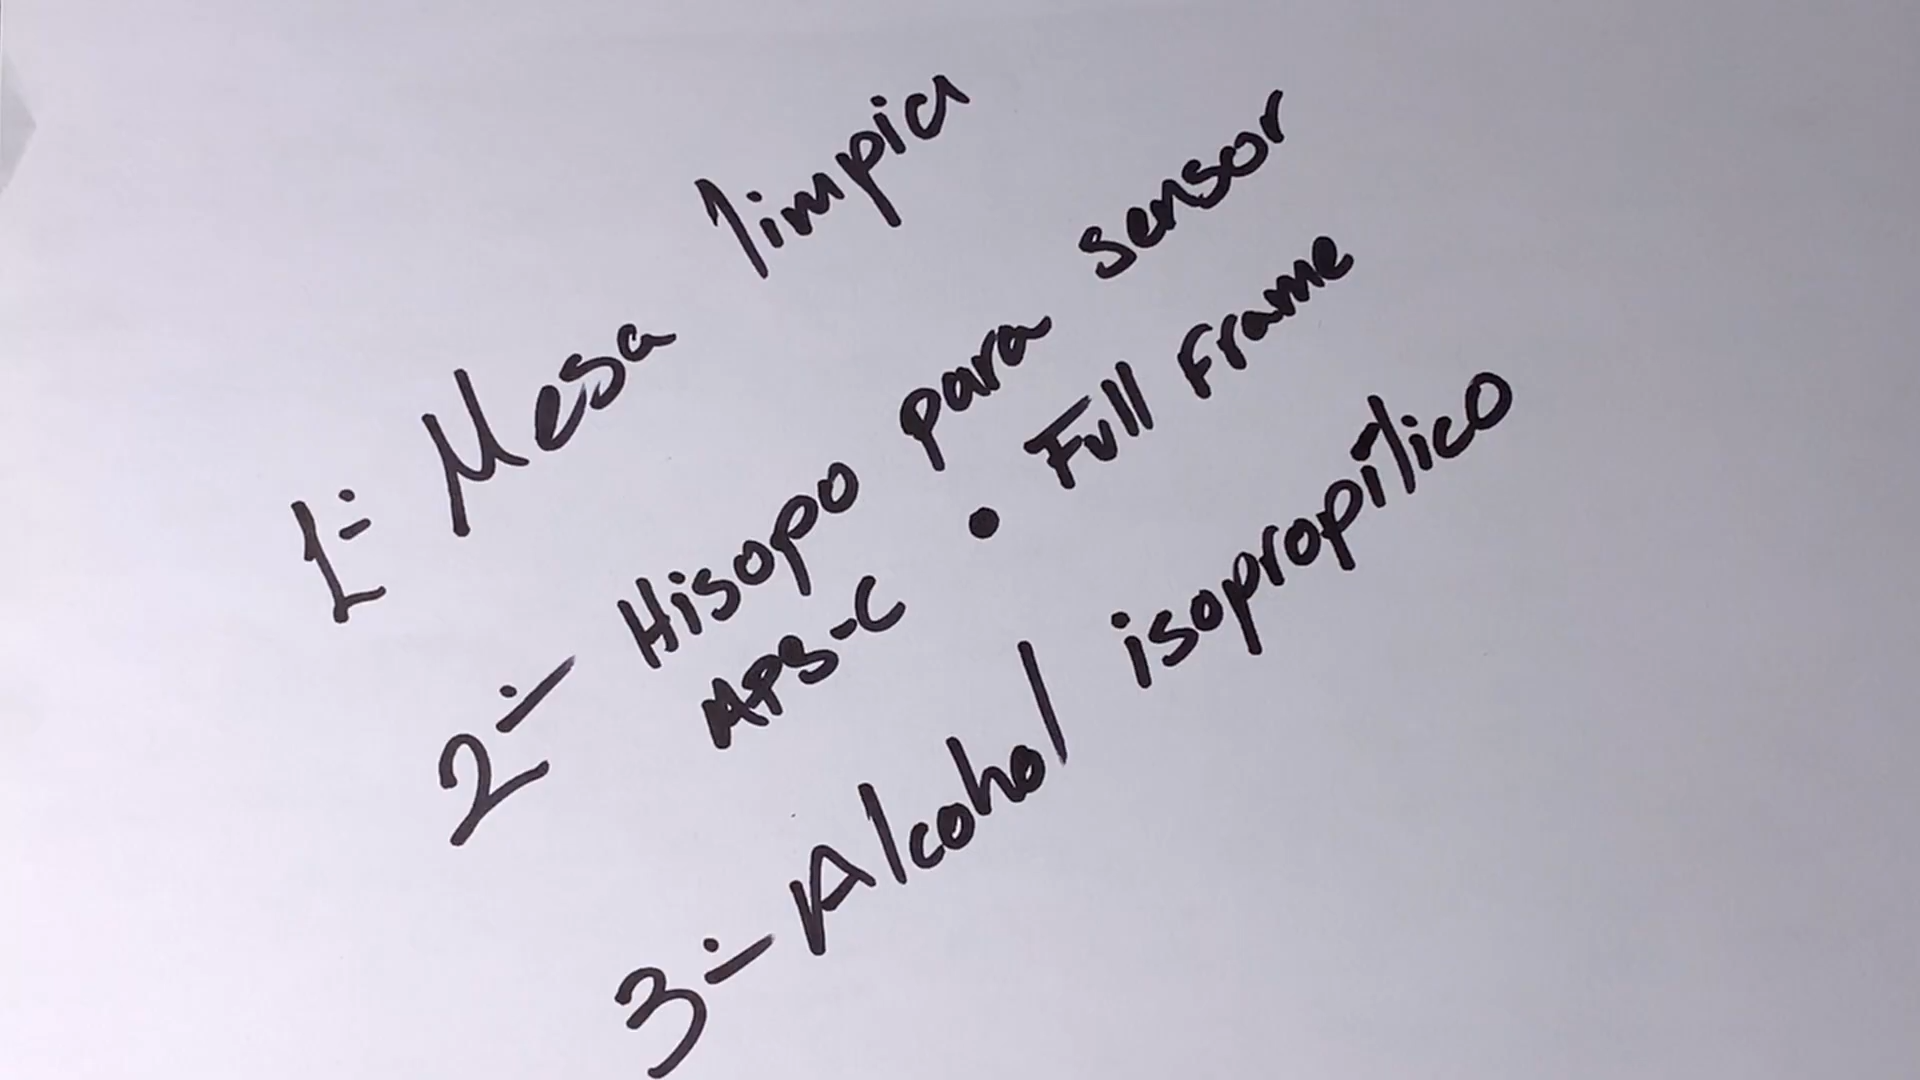 1.- Mesa limpia
2.- Hisopo para sensor
APS-C • Full Frame
3.- Alcohol isopropílico